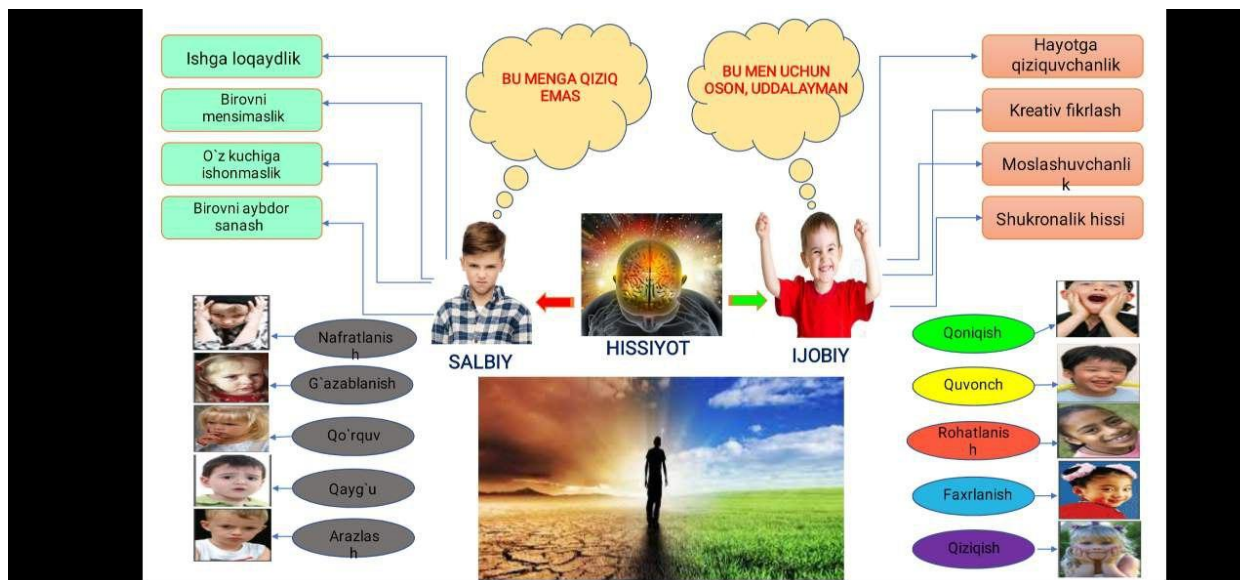 Ishga loqaydlik
Birovni
mensimaslik
O`z kuchiga
ishonmaslik
Birovni aybdor
sanash
BU MENGA QIZIQ
EMAS
BU MEN UCHUN
OSON, UDDALAYMAN
Hayotga
qiziquvchanlik
Kreativ fikrlash
Moslashuvchanli
k
Shukronalik hissi
SALBIY
HISSIYOT
IJOBIY
Nafratlanis
h
G`azablanish
Qo`rquv
Qayg`u
Arazlas
h
Qoniqish
Quvonch
Rohatlanis
h
Faxrlanish
Qiziqish